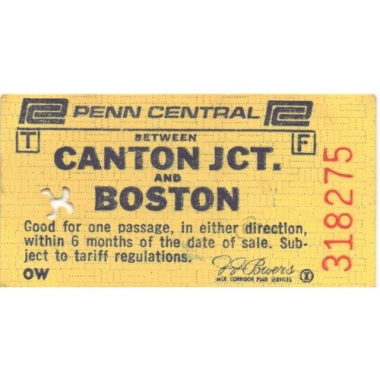 PENN CENTRAL
T BETWEEN F
CANTON JCT.
AND
BOSTON
Good for one passage, in either direction,
within 6 months of the date of sale. Sub-
ject to tariff regulations.
OW
318275